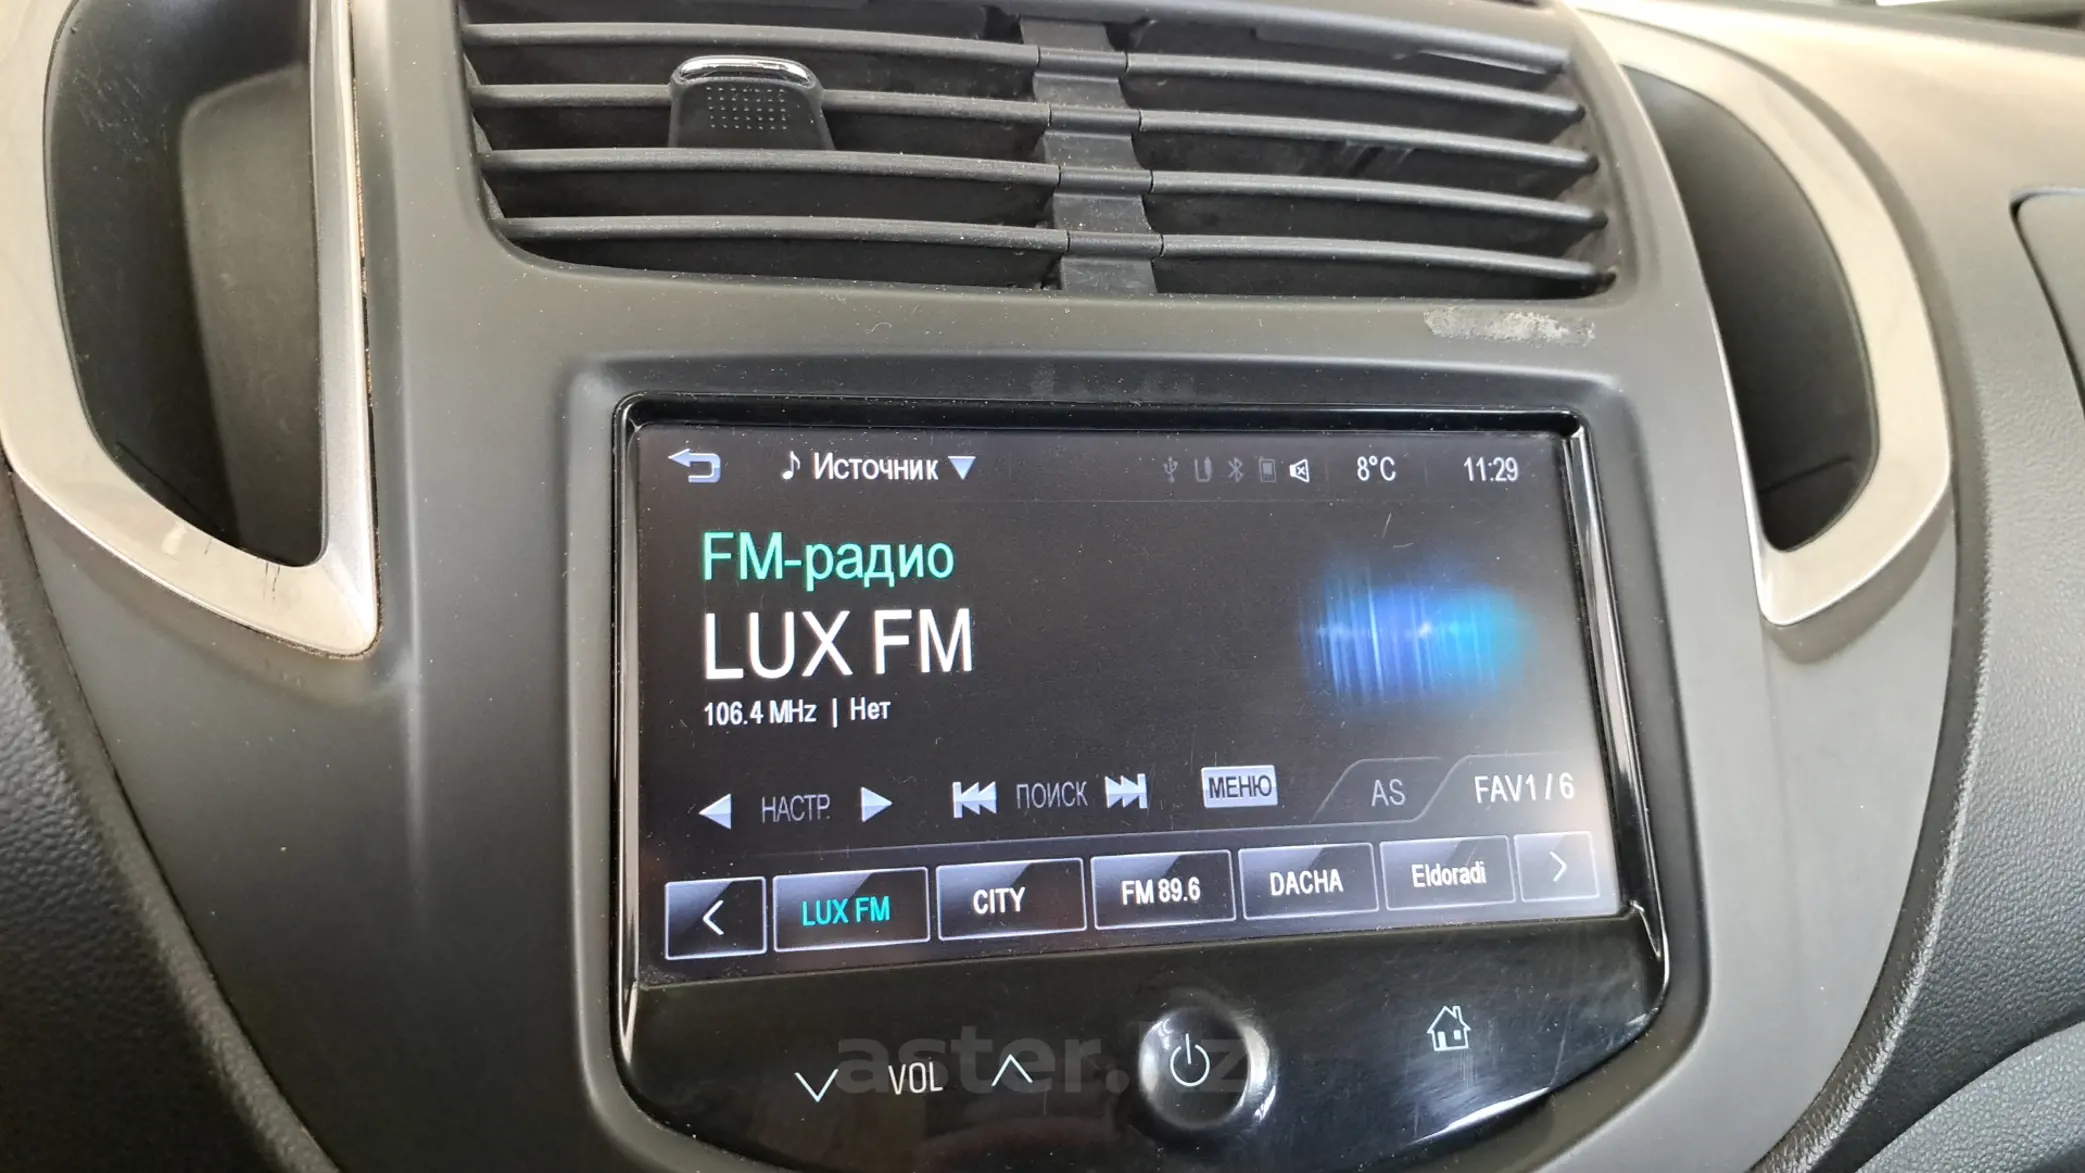 Источник 8°C 11:29
FM-радио
LUX FM
106.4 MHz | Нет
НАСТР. ПОИСК МЕНЮ AS FAV1 / 6
LUX FM CITY FM 89.6 DACHA Eldoradi
VOL
aster.kz